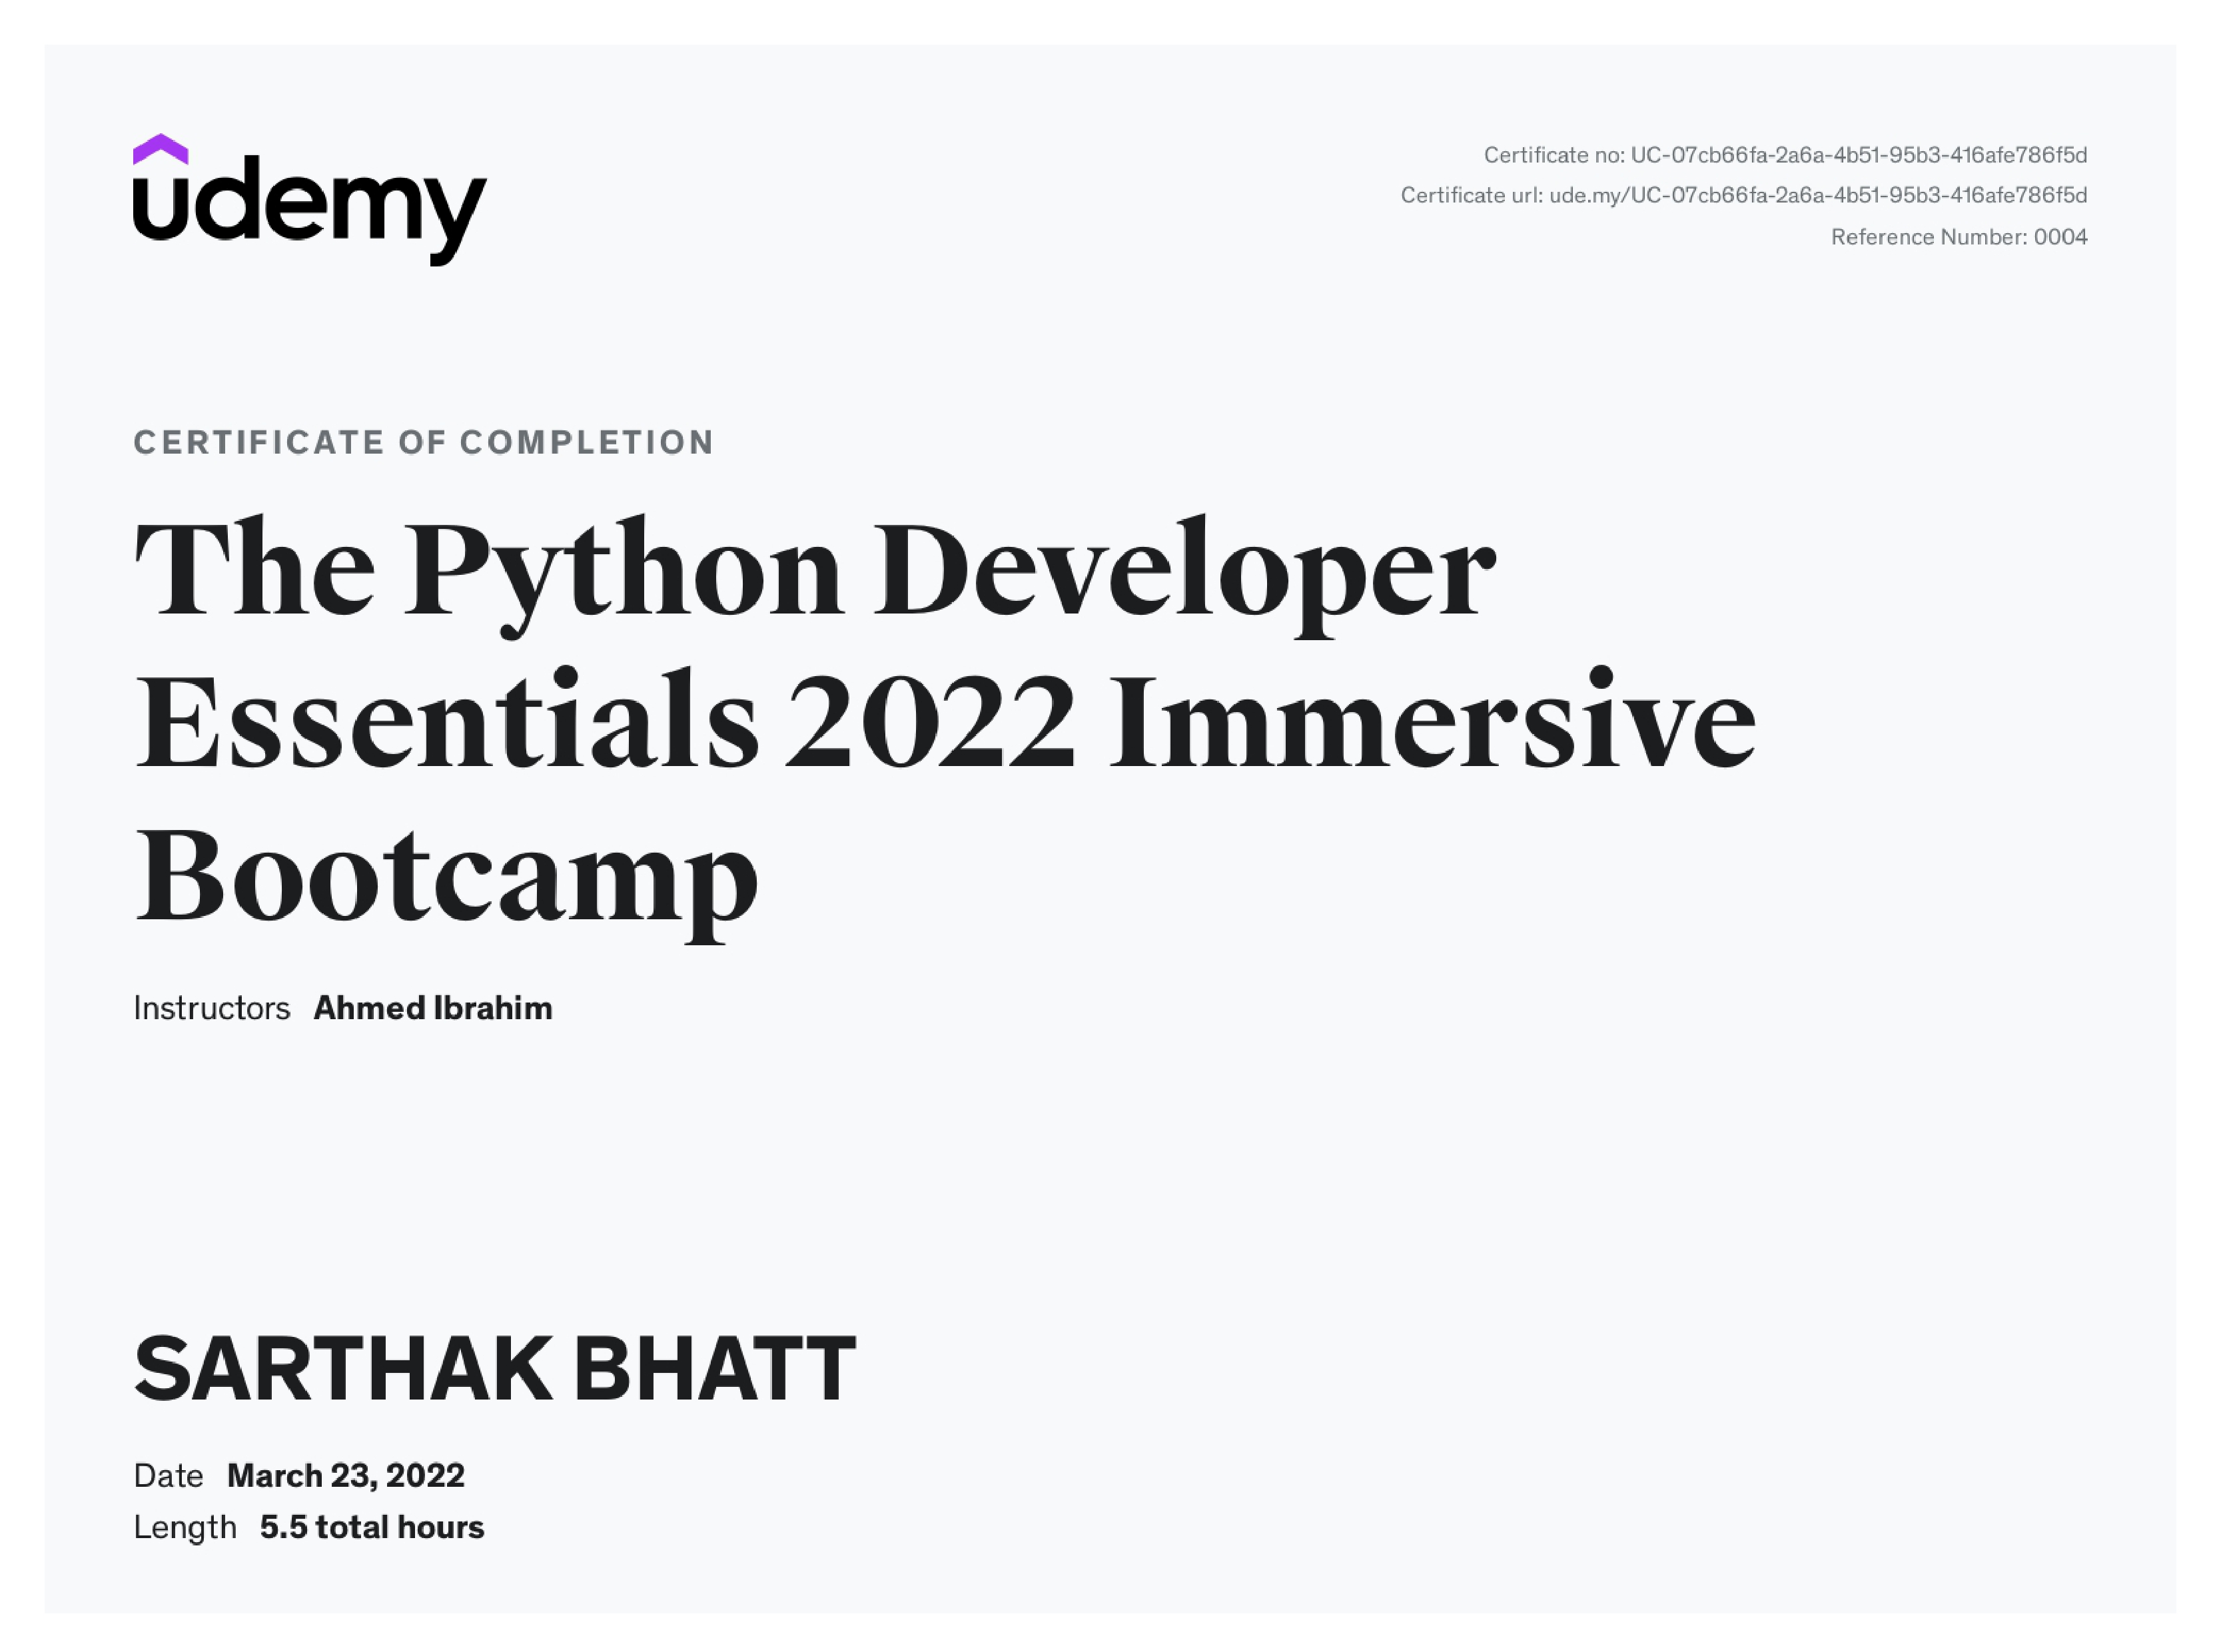 udemy
Certificate no: UC-07cb66fa-2a6a-4b51-95b3-416afe786f5d
Certificate url: ude.my/UC-07cb66fa-2a6a-4b51-95b3-416afe786f5d
Reference Number: 0004
CERTIFICATE OF COMPLETION
The Python Developer
Essentials 2022 Immersive
Bootcamp
Instructors Ahmed Ibrahim
SARTHAK BHATT
Date March 23, 2022
Length 5.5 total hours